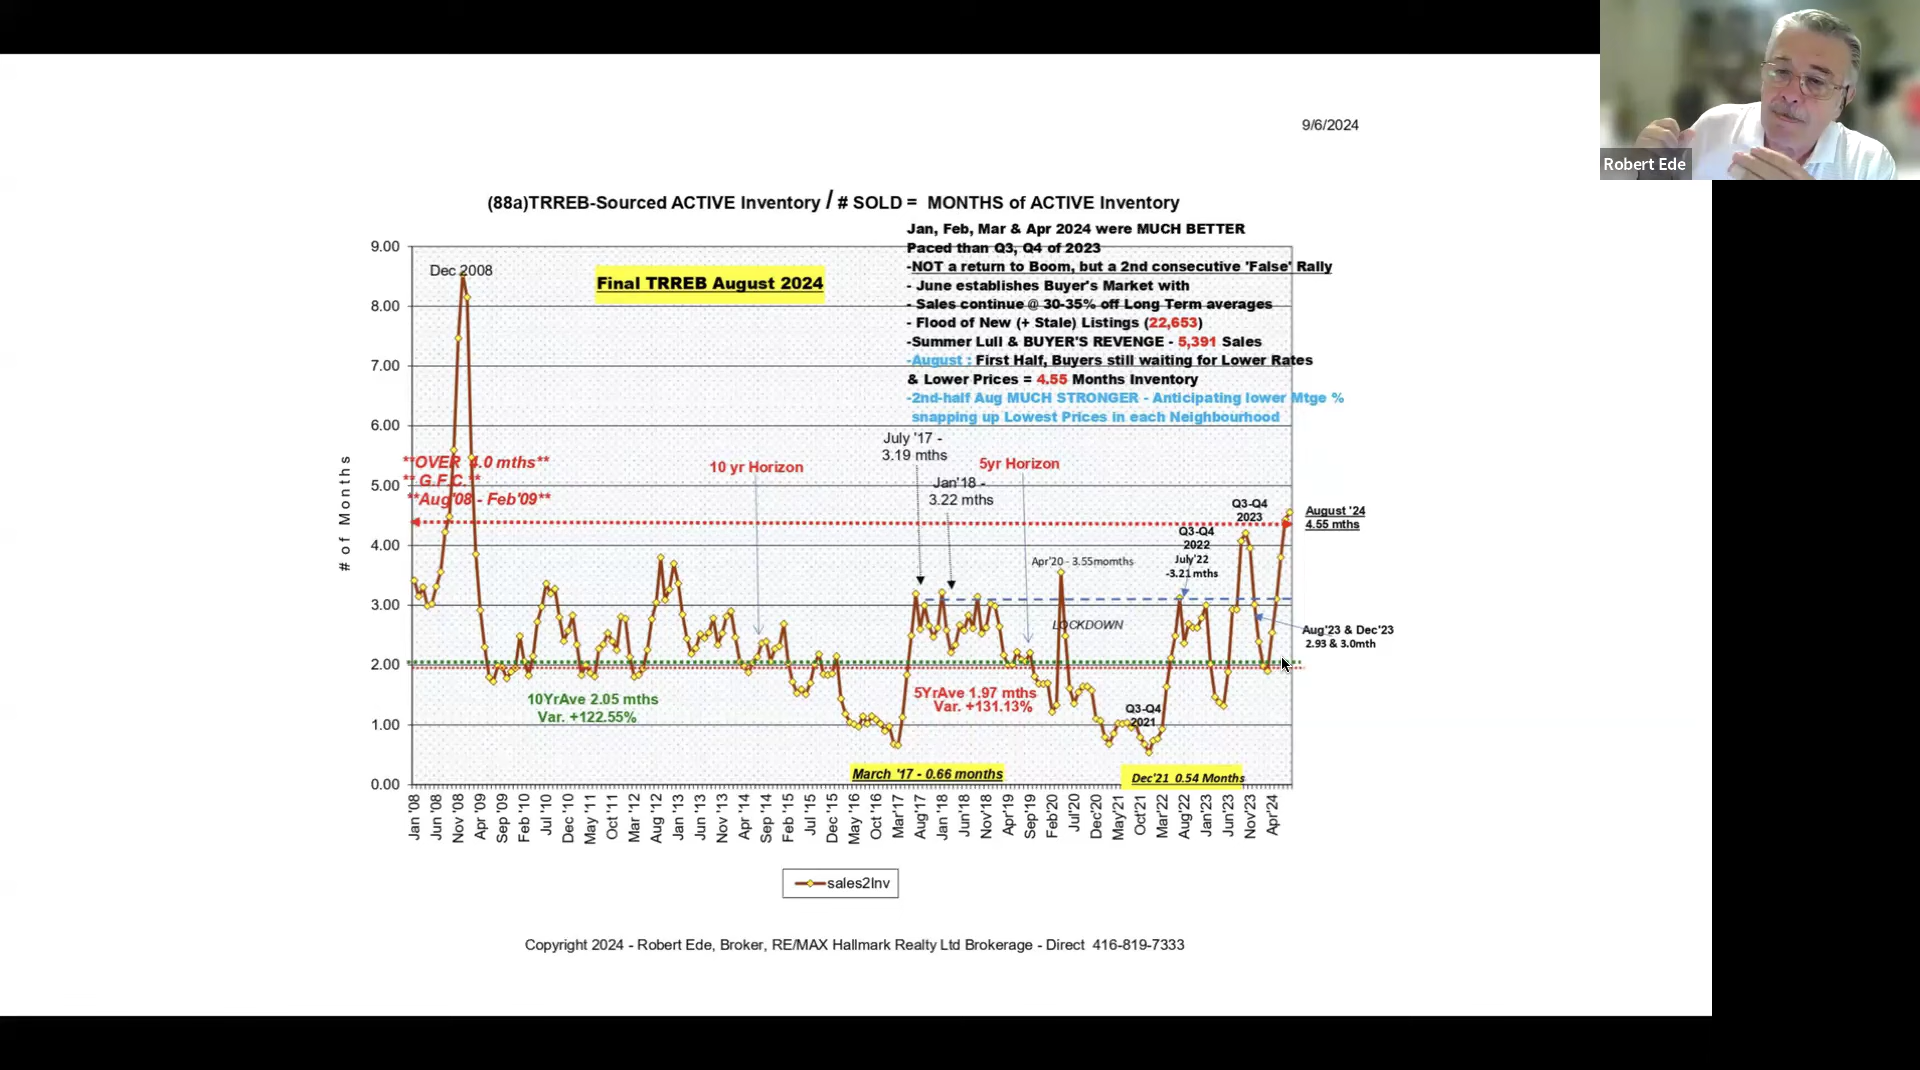 Robert Ede
9/6/2024
(88a)TRREB-Sourced ACTIVE Inventory / # SOLD = MONTHS of ACTIVE Inventory
Jan, Feb, Mar & Apr 2024 were MUCH BETTER
Paced than Q3, Q4 of 2023
-NOT a return to Boom, but a 2nd consecutive 'False' Rally
- June establishes Buyer's Market with
- Sales continue @ 30-35% off Long Term averages
- Flood of New (+ Stale) Listings (22,653)
-Summer Lull & BUYER'S REVENGE - 5,391 Sales
-August : First Half, Buyers still waiting for Lower Rates
& Lower Prices = 4.55 Months Inventory
-2nd-half Aug MUCH STRONGER - Anticipating lower Mtge %
snapping up Lowest Prices in each Neighbourhood
Final TRREB August 2024
Dec 2008
9.00
8.00
7.00
6.00
5.00
4.00
3.00
2.00
1.00
0.00
# of Months
**OVER 4.0 mths**
** G.F.C.**
**Aug'08 - Feb'09**
10 yr Horizon
July '17 -
3.19 mths
5yr Horizon
Jan'18 -
3.22 mths
Apr'20 - 3.55momths
LOCKDOWN
Q3-Q4
2022
July'22
-3.21 mths
Q3-Q4
2023
August '24
4.55 mths
Aug'23 & Dec'23
2.93 & 3.0mth
10YrAve 2.05 mths
Var. +122.55%
5YrAve 1.97 mths
Var. +131.13%
Q3-Q4
2021
March '17 - 0.66 months
Dec'21 0.54 Months
Jan '08
Jun '08
Nov '08
Apr '09
Sep '09
Feb '10
Jul '10
Dec '10
May '11
Oct '11
Mar '12
Aug '12
Jan '13
Jun '13
Nov '13
Apr '14
Sep '14
Feb '15
Jul '15
Dec '15
May '16
Oct '16
Mar'17
Aug'17
Jan '18
Jun'18
Nov'18
Apr'19
Sep'19
Feb'20
Jul'20
Dec'20
May'21
Oct'21
Mar'22
Aug'22
Jan'23
Jun'23
Nov'23
Apr'24
sales2Inv
Copyright 2024 - Robert Ede, Broker, RE/MAX Hallmark Realty Ltd Brokerage - Direct 416-819-7333